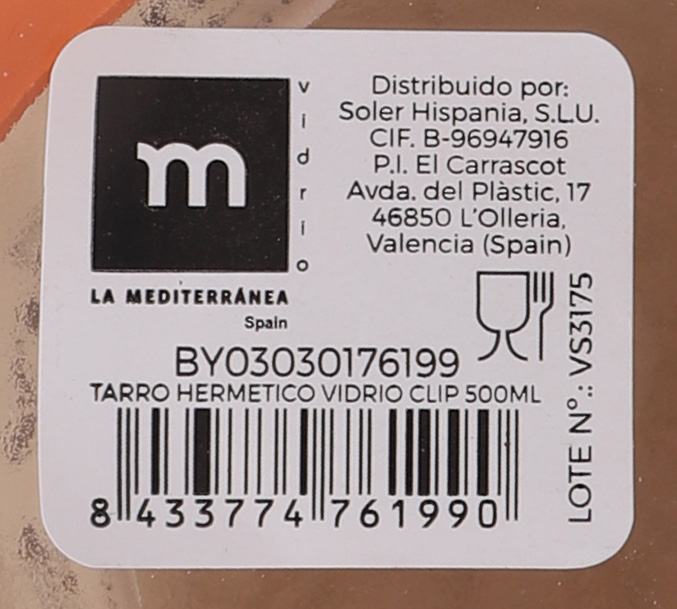 m
vidrio
LA MEDITERRÁNEA
Spain
Distribuido por:
Soler Hispania, S.L.U.
CIF. B-96947916
P.I. El Carrascot
Avda. del Plàstic, 17
46850 L'Olleria,
Valencia (Spain)
BY03030176199
TARRO HERMETICO VIDRIO CLIP 500ML
8 433774 761990
LOTE Nº.: VS3175